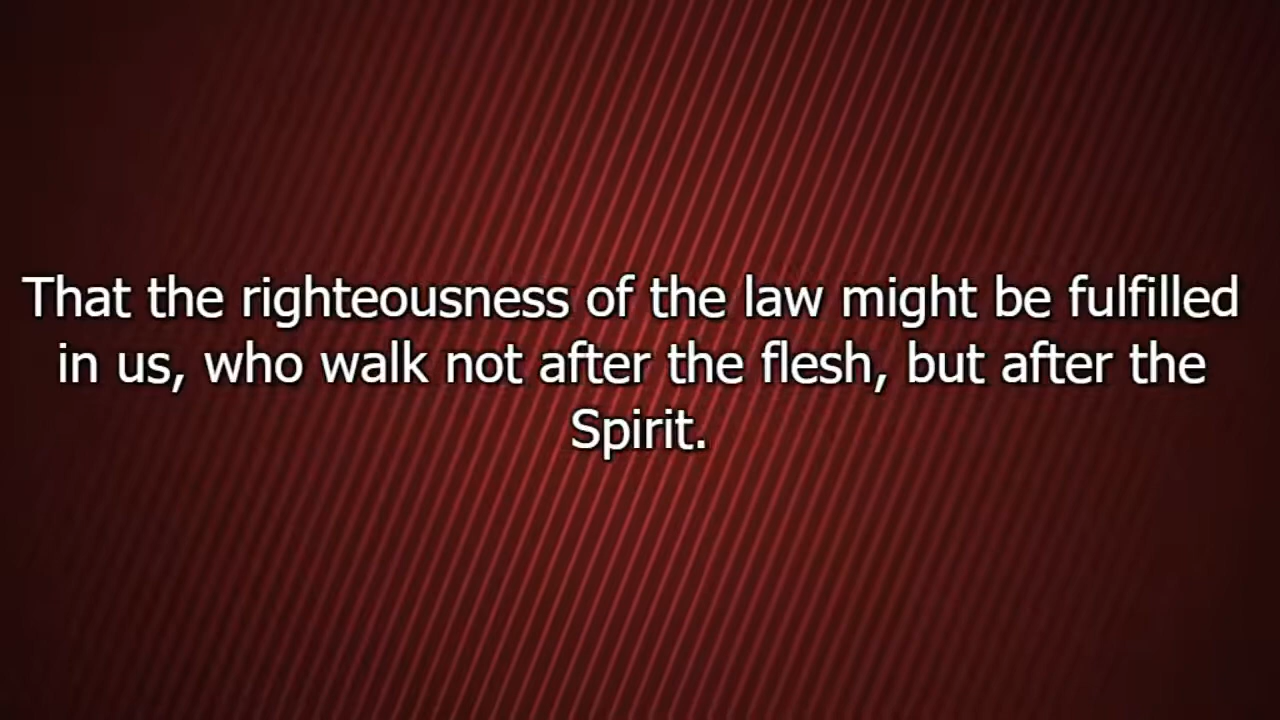 That the righteousness of the law might be fulfilled
in us, who walk not after the flesh, but after the
Spirit.